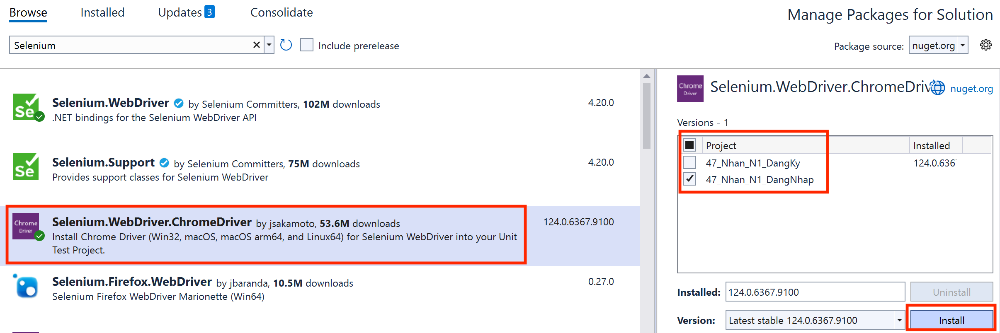 Browse Installed Updates 3 Consolidate Manage Packages for Solution
Selenium Include prerelease Package source: nuget.org
Se Selenium.WebDriver by Selenium Committers, 102M downloads 4.20.0
.NET bindings for the Selenium WebDriver API
Se Selenium.Support by Selenium Committers, 75M downloads 4.20.0
Provides support classes for Selenium WebDriver
Chrome Driver Selenium.WebDriver.ChromeDriver by jsakamoto, 53.6M downloads 124.0.6367.9100
Install Chrome Driver (Win32, macOS, macOS arm64, and Linux64) for Selenium WebDriver into your Unit
Test Project.
Selenium.Firefox.WebDriver by jbaranda, 10.5M downloads 0.27.0
Selenium Firefox WebDriver Marionette (Win64)
Chrome Driver Selenium.WebDriver.ChromeDriv nuget.org
Versions - 1
Project Installed
47_Nhan_N1_DangKy 124.0.636
47_Nhan_N1_DangNhap
Installed: 124.0.6367.9100 Uninstall
Version: Latest stable 124.0.6367.9100 Install